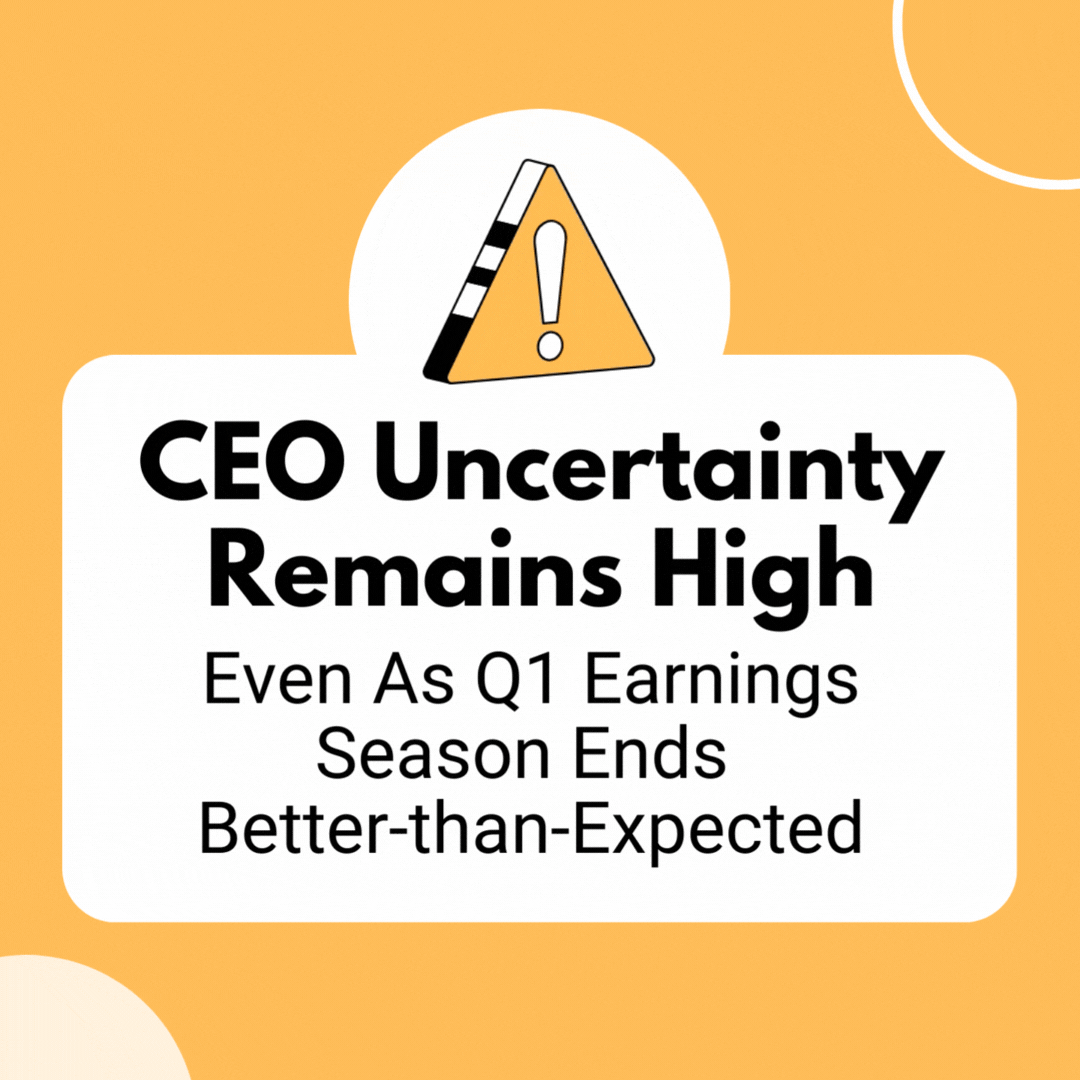 CEO Uncertainty
Remains High
Even As Q1 Earnings
Season Ends
Better-than-Expected